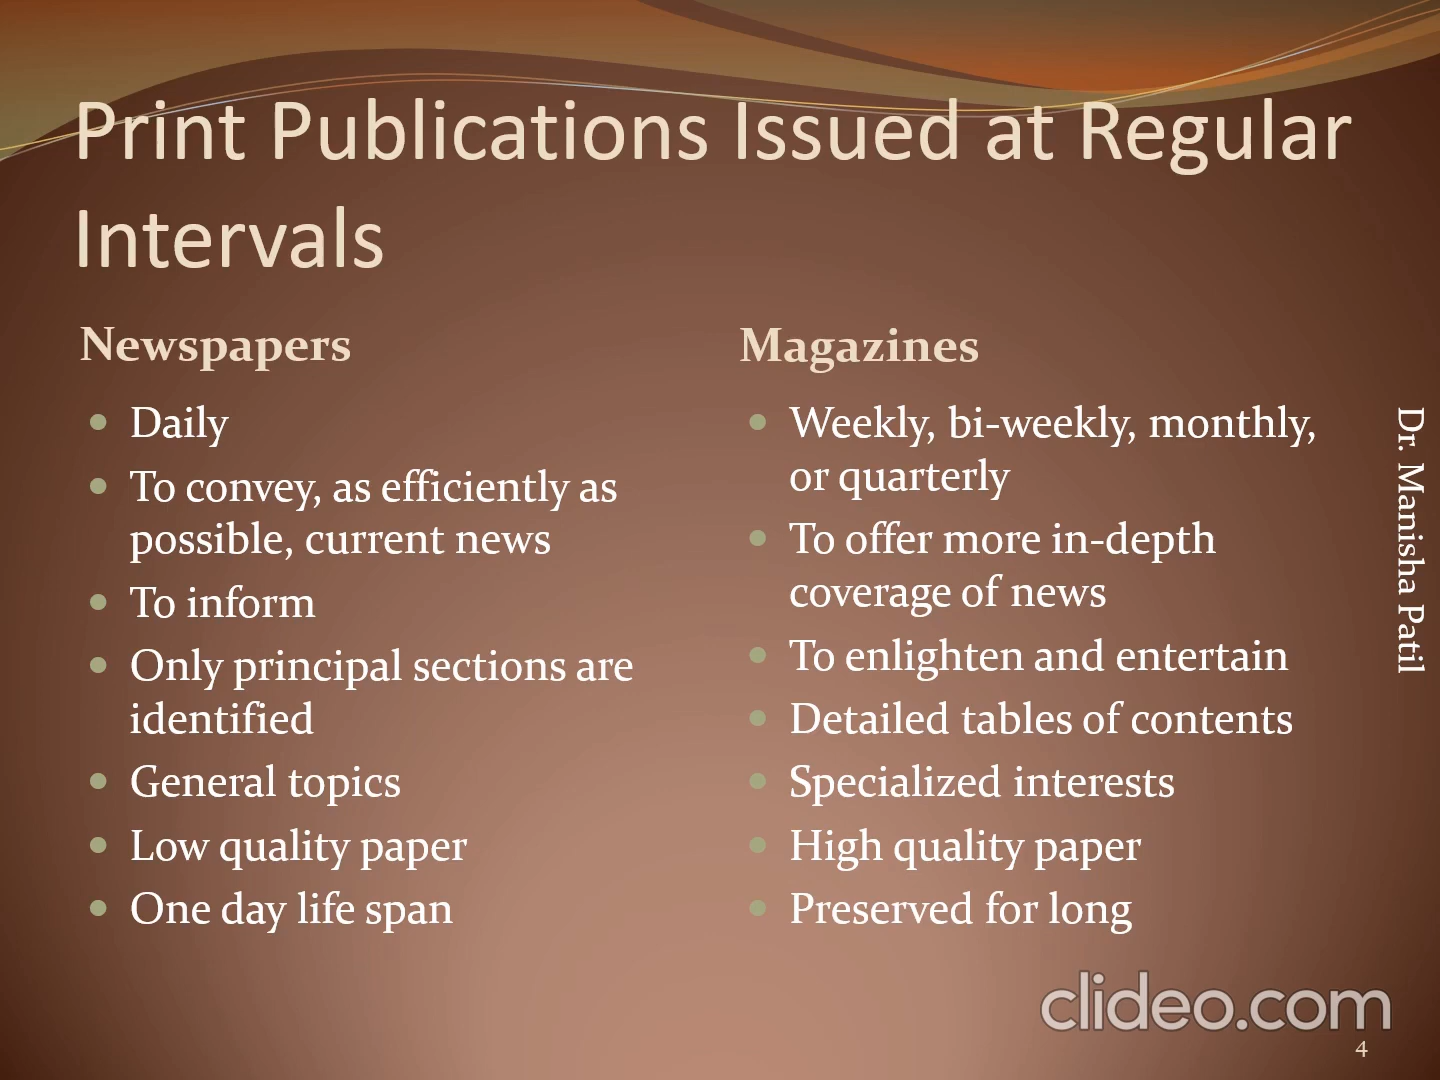 Print Publications Issued at Regular
Intervals
Newspapers
Daily
To convey, as efficiently as
possible, current news
To inform
Only principal sections are
identified
General topics
Low quality paper
One day life span
Magazines
Weekly, bi-weekly, monthly,
or quarterly
To offer more in-depth
coverage of news
To enlighten and entertain
Detailed tables of contents
Specialized interests
High quality paper
Preserved for long
Dr. Manisha Patil
clideo.com
4